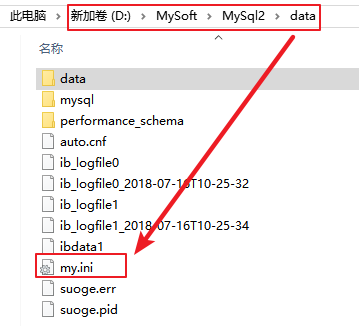 此电脑 > 新加卷 (D:) > MySoft > MySql2 > data
名称
data
mysql
performance_schema
auto.cnf
ib_logfile0
ib_logfile0_2018-07-16T10-25-32
ib_logfile1
ib_logfile1_2018-07-16T10-25-34
ibdata1
my.ini
suoge.err
suoge.pid